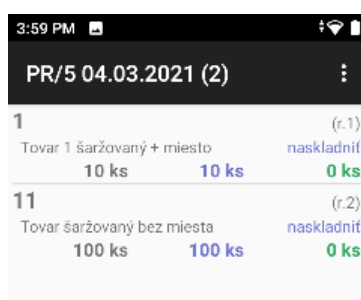 3:59 PM
PR/5 04.03.2021 (2)
1 (r.1)
Tovar 1 šaržovaný + miesto naskladniť
10 ks 10 ks 0 ks
11 (r.2)
Tovar šaržovaný bez miesta naskladniť
100 ks 100 ks 0 ks